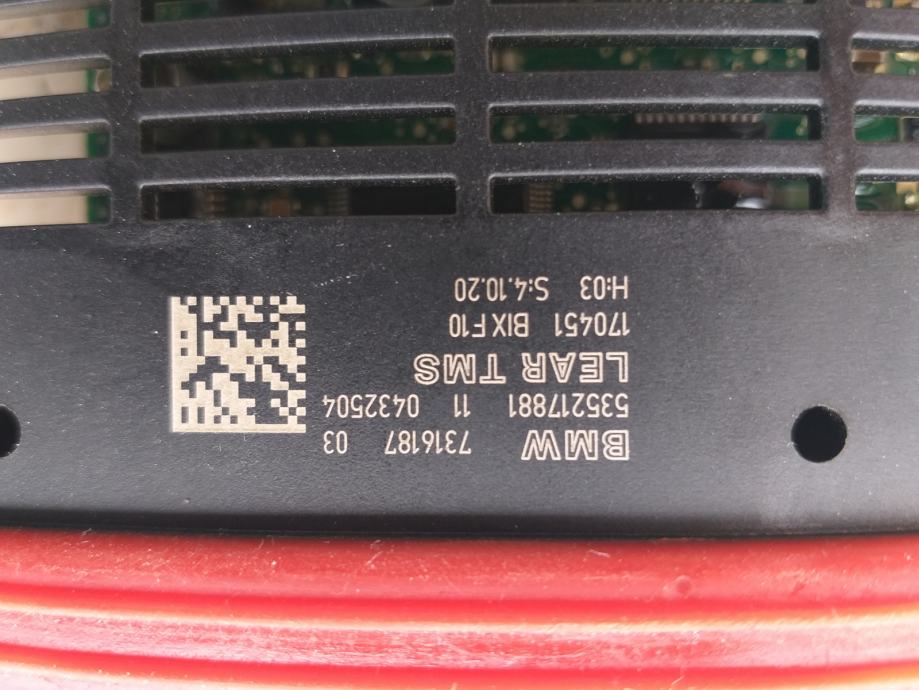 BMW 7316187 03
535217881 11 0432504
LEAR TMS
170451 BIX F10
H:03 S:4.10.20